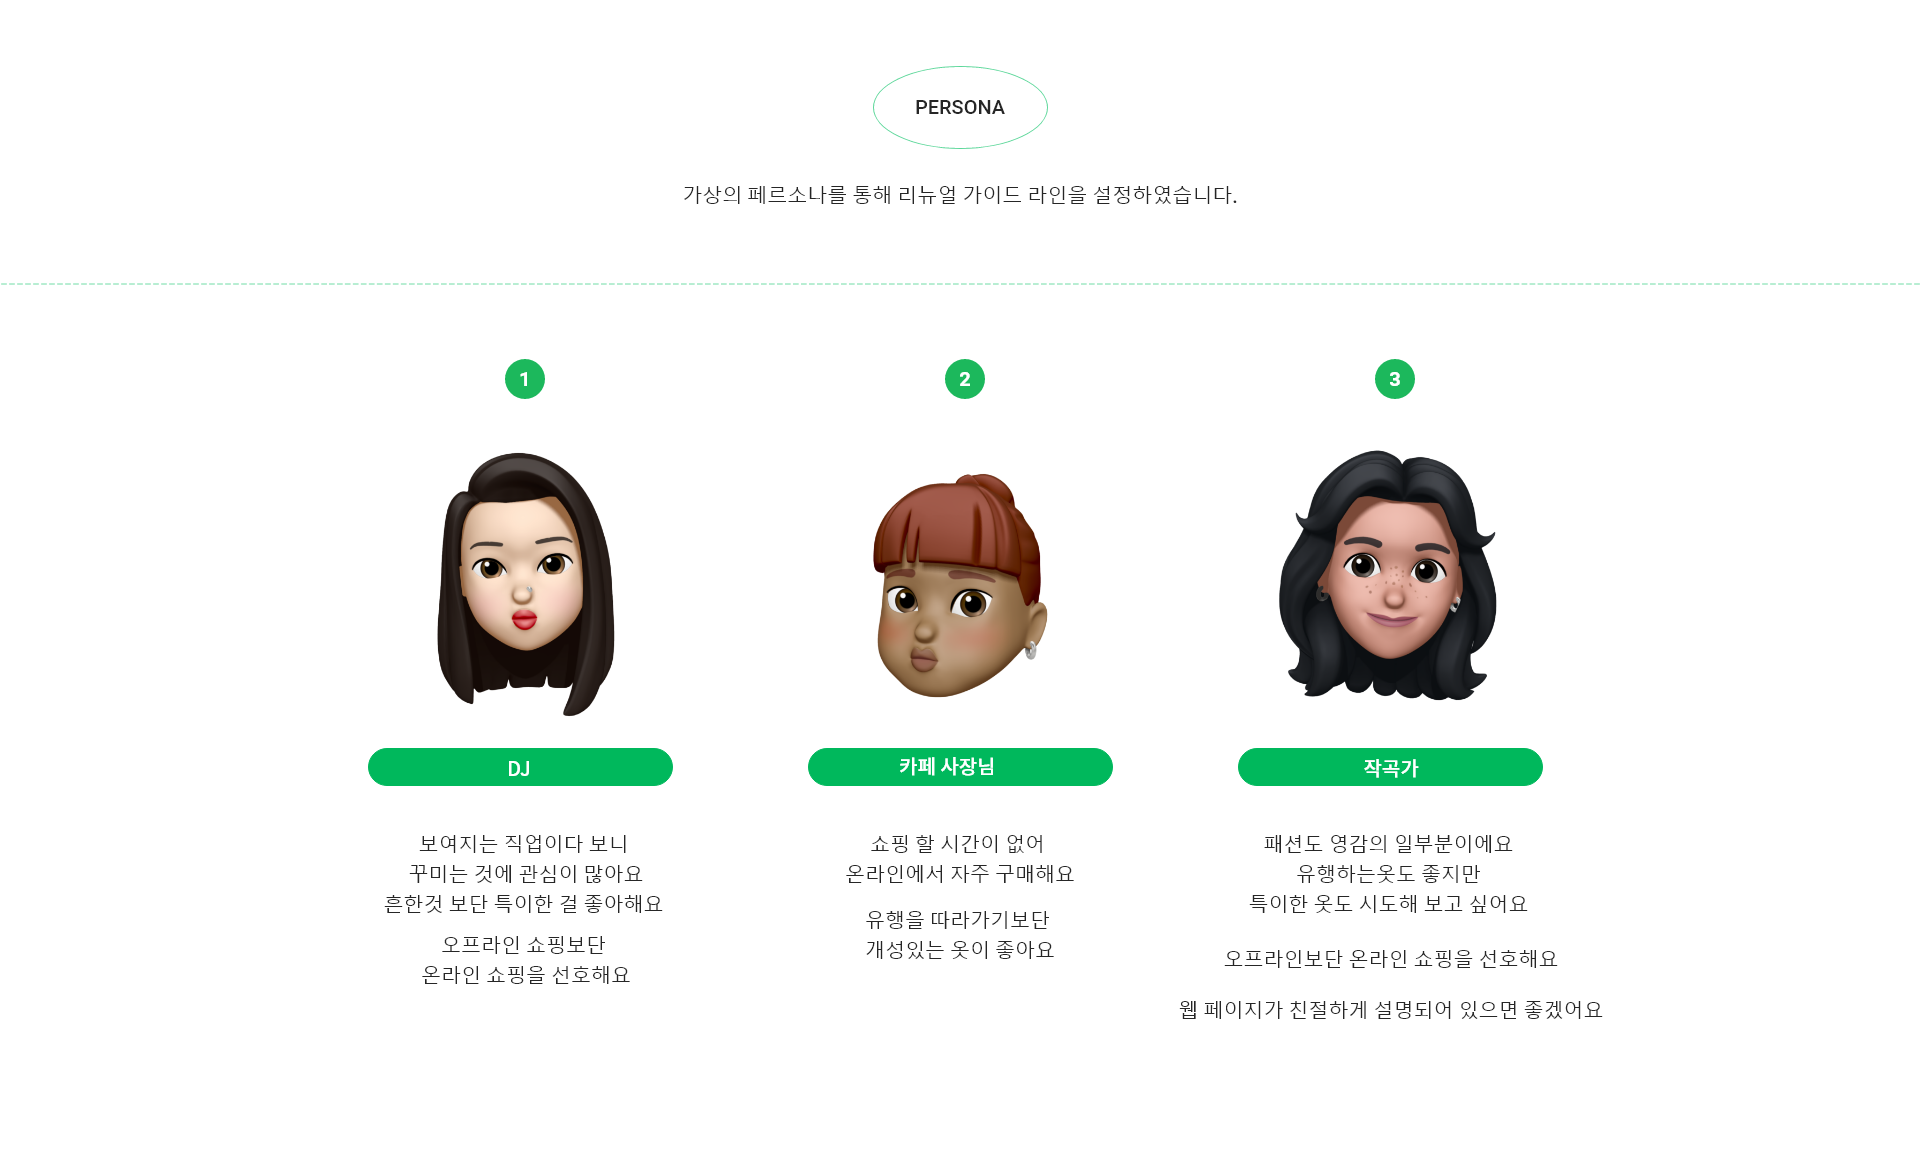 PERSONA
가상의 페르소나를 통해 리뉴얼 가이드 라인을 설정하였습니다.
1
DJ
보여지는 직업이다 보니
꾸미는 것에 관심이 많아요
흔한것 보단 특이한 걸 좋아해요
오프라인 쇼핑보단
온라인 쇼핑을 선호해요
2
카페 사장님
쇼핑 할 시간이 없어
온라인에서 자주 구매해요
유행을 따라가기보단
개성있는 옷이 좋아요
3
작곡가
패션도 영감의 일부분이에요
유행하는옷도 좋지만
특이한 옷도 시도해 보고 싶어요
오프라인보단 온라인 쇼핑을 선호해요
웹 페이지가 친절하게 설명되어 있으면 좋겠어요